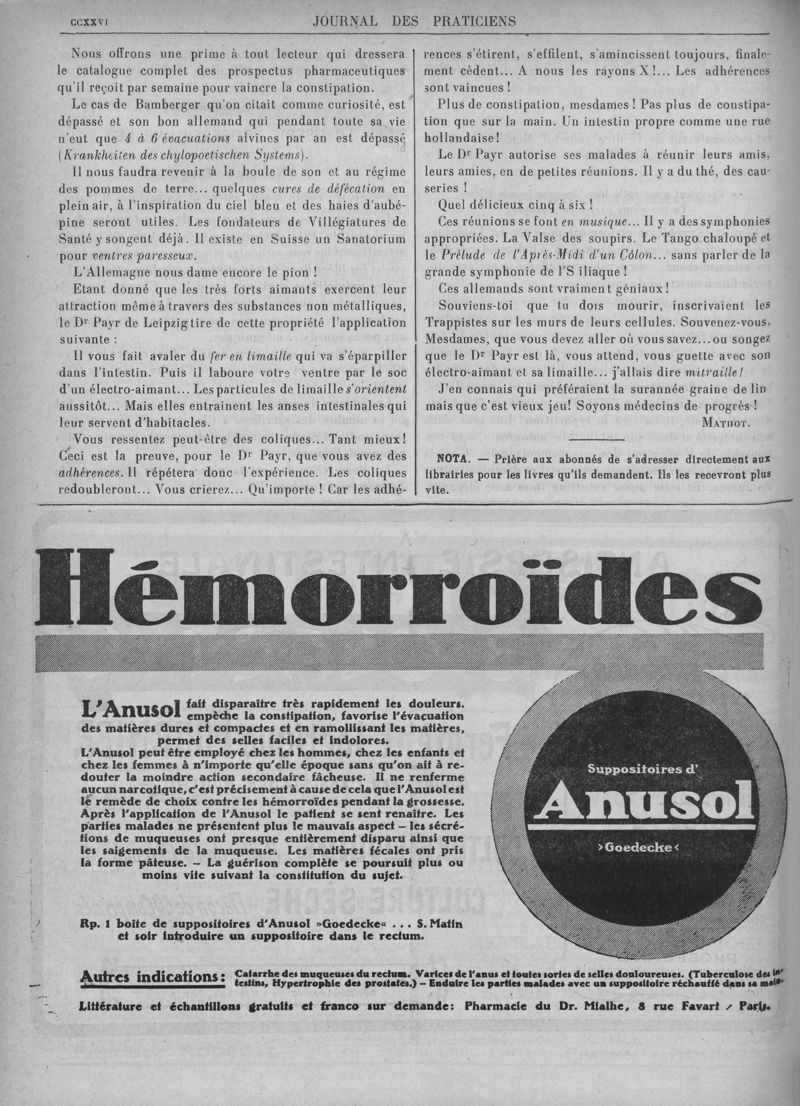 CCXXVI
JOURNAL DES PRATICIENS
Nous offrons une prime à tout lecteur qui dressera
le catalogue complet des prospectus pharmaceutiques
qu'il reçoit par semaine pour vaincre la constipation.
Le cas de Bamberger qu'on citait comme curiosité, est
dépassé et son bon allemand qui pendant toute sa vie
n'eut que 4 à 6 évacuations alvines par an est dépassé
(Krankheiten des chylopoetischen Systems).
Il nous faudra revenir à la boule de son et au régime
des pommes de terre... quelques cures de défécation en
plein air, à l'inspiration du ciel bleu et des haies d'aubé-
pine seront utiles. Les fondateurs de Villégiatures de
Santé y songent déjà. Il existe en Suisse un Sanatorium
pour ventres paresseux.
L'Allemagne nous dame encore le pion !
Etant donné que les très forts aimants exercent leur
attraction même à travers des substances non métalliques,
le Dr Payr de Leipzig tire de cette propriété l'application
suivante :
Il vous fait avaler du fer en limaille qui va s'éparpiller
dans l'intestin. Puis il laboure votre ventre par le soc
d'un électro-aimant... Les particules de limaille s'orientent
aussitôt... Mais elles entrainent les anses intestinales qui
leur servent d'habitacles.
Vous ressentez peut-être des coliques... Tant mieux!
Ceci est la preuve, pour le Dr Payr, que vous avez des
adhérences. Il répétera donc l'expérience. Les coliques
redoubleront... Vous crierez... Qu'importe ! Car les adhé-
rences s'étirent, s'effilent, s'amincissent toujours, finale-
ment cèdent... A nous les rayons X !... Les adhérences
sont vaincues !
Plus de constipation, mesdames ! Pas plus de constipa-
tion que sur la main. Un intestin propre comme une rue
hollandaise !
Le Dr Payr autorise ses malades à réunir leurs amis,
leurs amies, en de petites réunions. Il y a du thé, des cau-
series !
Quel délicieux cinq à six !
Ces réunions se font en musique... Il y a des symphonies
appropriées. La Valse des soupirs. Le Tango chaloupé et
le Prélude de l'Après-Midi d'un Côlon... sans parler de la
grande symphonie de l'S iliaque !
Ces allemands sont vraiment géniaux !
Souviens-toi que tu dois mourir, inscrivaient les
Trappistes sur les murs de leurs cellules. Souvenez-vous,
Mesdames, que vous devez aller où vous savez... ou songez
que le Dr Payr est là, vous attend, vous guette avec son
électro-aimant et sa limaille... j'allais dire mitraille !
J'en connais qui préféraient la surannée graine de lin
mais que c'est vieux jeu! Soyons médecins de progrès !
MATHOT.
NOTA. — Prière aux abonnés de s'adresser directement aux
librairies pour les livres qu'ils demandent. Ils les recevront plus
vite.
Hémorroïdes
L'Anusol fait disparaître très rapidement les douleurs,
empêche la constipation, favorise l'évacuation
des matières dures et compactes et en ramollissant les matières,
permet des selles faciles et indolores.
L'Anusol peut être employé chez les hommes, chez les enfants et
chez les femmes à n'importe qu'elle époque sans qu'on ait à re-
douter la moindre action secondaire fâcheuse. Il ne renferme
aucun narcotique, c'est précisément à cause de cela que l'Anusol est
le remède de choix contre les hémorroïdes pendant la grossesse.
Après l'application de l'Anusol le patient se sent renaître. Les
parties malades ne présentent plus le mauvais aspect — les sécré-
tions de muqueuses ont presque entièrement disparu ainsi que
les saigements de la muqueuse. Les matières fécales ont pris
la forme pâteuse. — La guérison complète se poursuit plus ou
moins vite suivant la constitution du sujet.
Rp. 1 boîte de suppositoires d'Anusol »Goedecke« . . . S. Matin
et soir introduire un suppositoire dans le rectum.
Suppositoires d'
Anusol
>Goedecke<
Autres indications: Catarrhe des muqueuses du rectum. Varices de l'anus et toutes sortes de selles douloureuses. (Tuberculose des in-
testins, Hypertrophie des prostates.) — Enduire les parties malades avec un suppositoire réchauffé dans sa main.
Littérature et échantillons gratuits et franco sur demande: Pharmacie du Dr. Mialhe, 8 rue Favart / Paris.